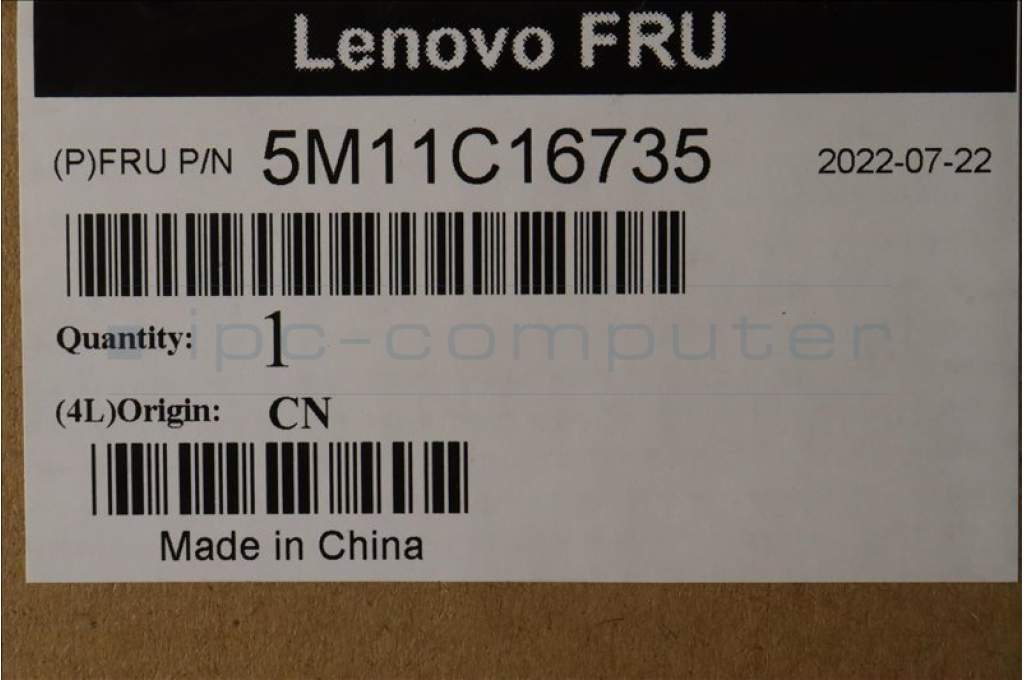 Lenovo FRU
(P)FRU P/N 5M11C16735 2022-07-22
Quantity: 1
ipc-computer
(4L)Origin: CN
Made in China